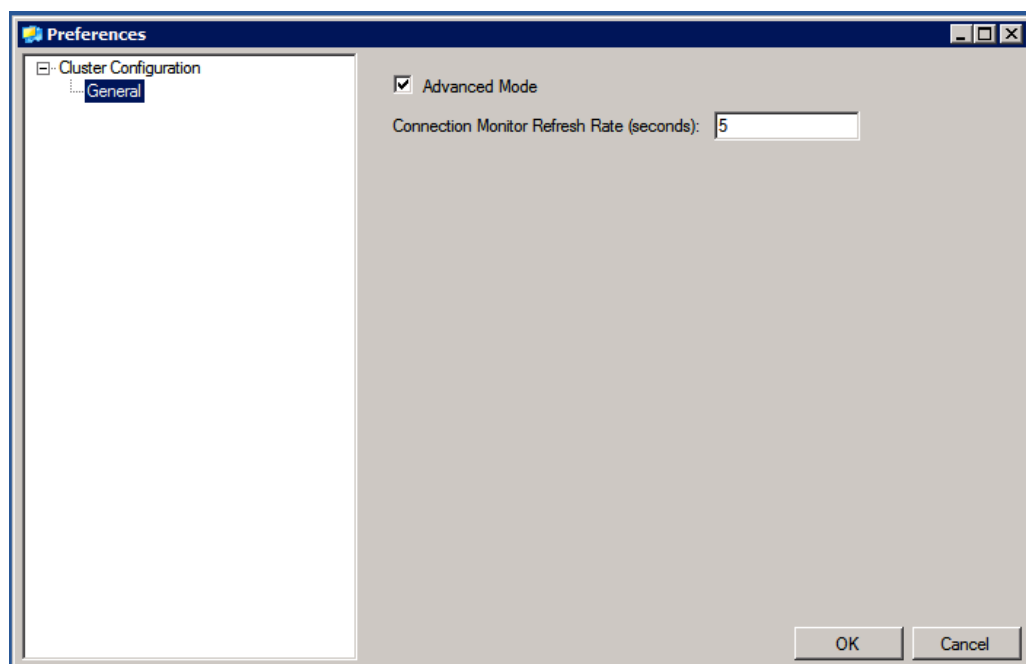 Preferences
Cluster Configuration
General
Advanced Mode
Connection Monitor Refresh Rate (seconds): 5
OK Cancel